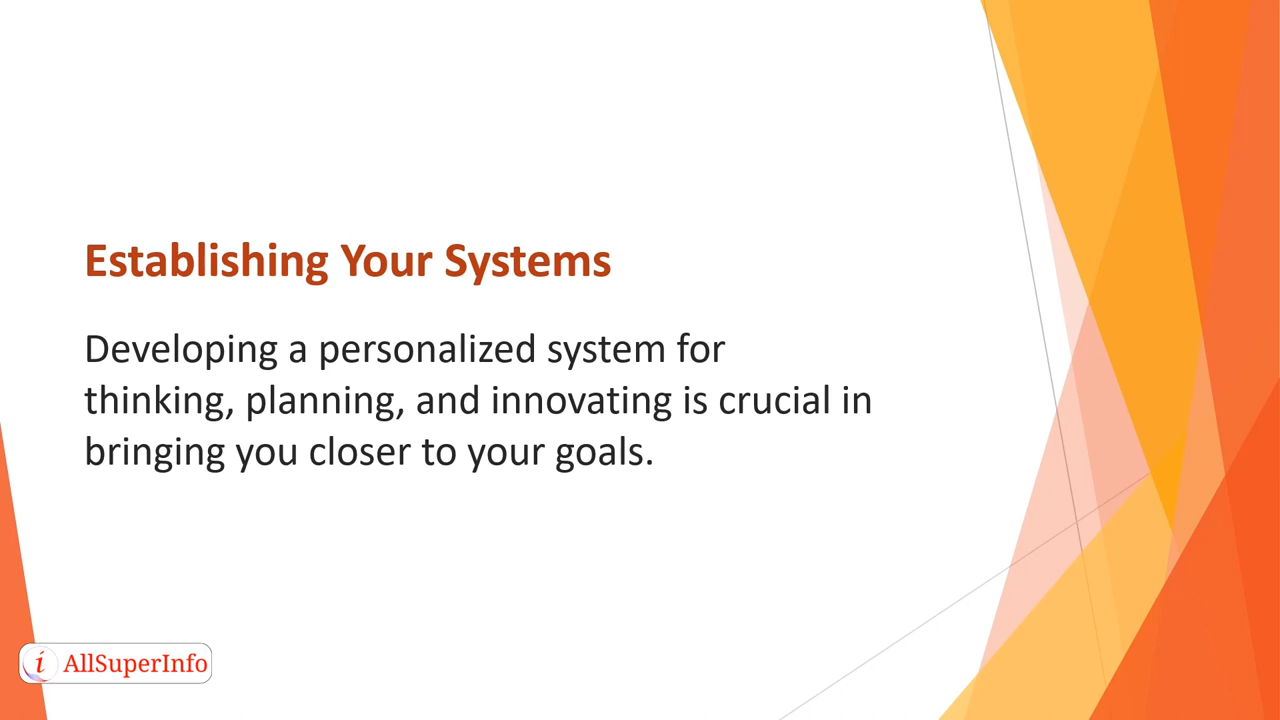 Establishing Your Systems
Developing a personalized system for
thinking, planning, and innovating is crucial in
bringing you closer to your goals.
i AllSuperInfo